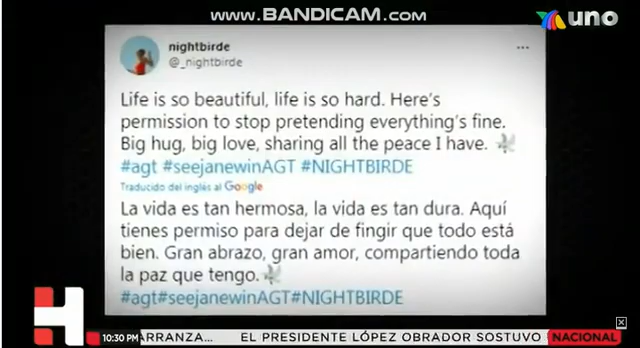 WWW.BANDICAM.COM
uno
nightbirde
@_nightbirde
Life is so beautiful, life is so hard. Here's
permission to stop pretending everything's fine.
Big hug, big love, sharing all the peace I have.
#agt #seejanewinAGT #NIGHTBIRDE
Traducido del inglés al Google
La vida es tan hermosa, la vida es tan dura. Aquí
tienes permiso para dejar de fingir que todo está
bien. Gran abrazo, gran amor, compartiendo toda
la paz que tengo.
#agt#seejanewinAGT#NIGHTBIRDE
H
10:30 PM ARRANZA... EL PRESIDENTE LÓPEZ OBRADOR SOSTUVO NACIONAL